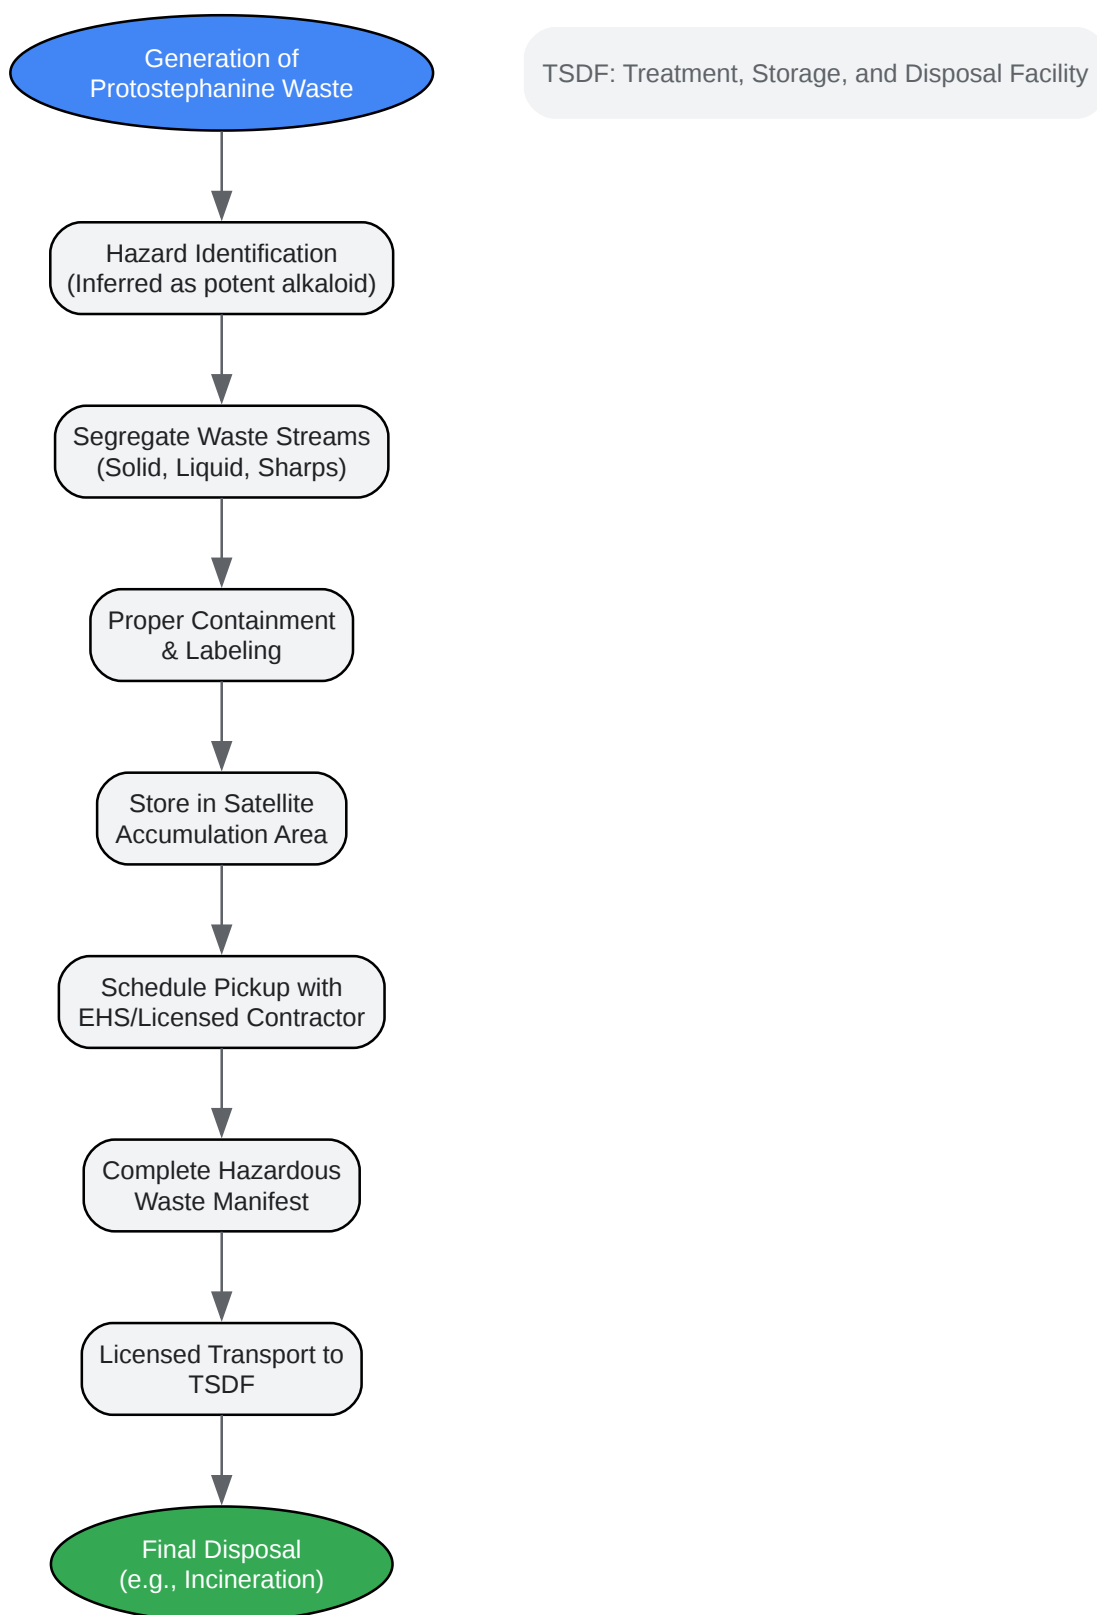 Generation of
Protostephanine Waste
TSDF: Treatment, Storage, and Disposal Facility
Hazard Identification
(Inferred as potent alkaloid)
Segregate Waste Streams
(Solid, Liquid, Sharps)
Proper Containment
& Labeling
Store in Satellite
Accumulation Area
Schedule Pickup with
EHS/Licensed Contractor
Complete Hazardous
Waste Manifest
Licensed Transport to
TSDF
Final Disposal
(e.g., Incineration)